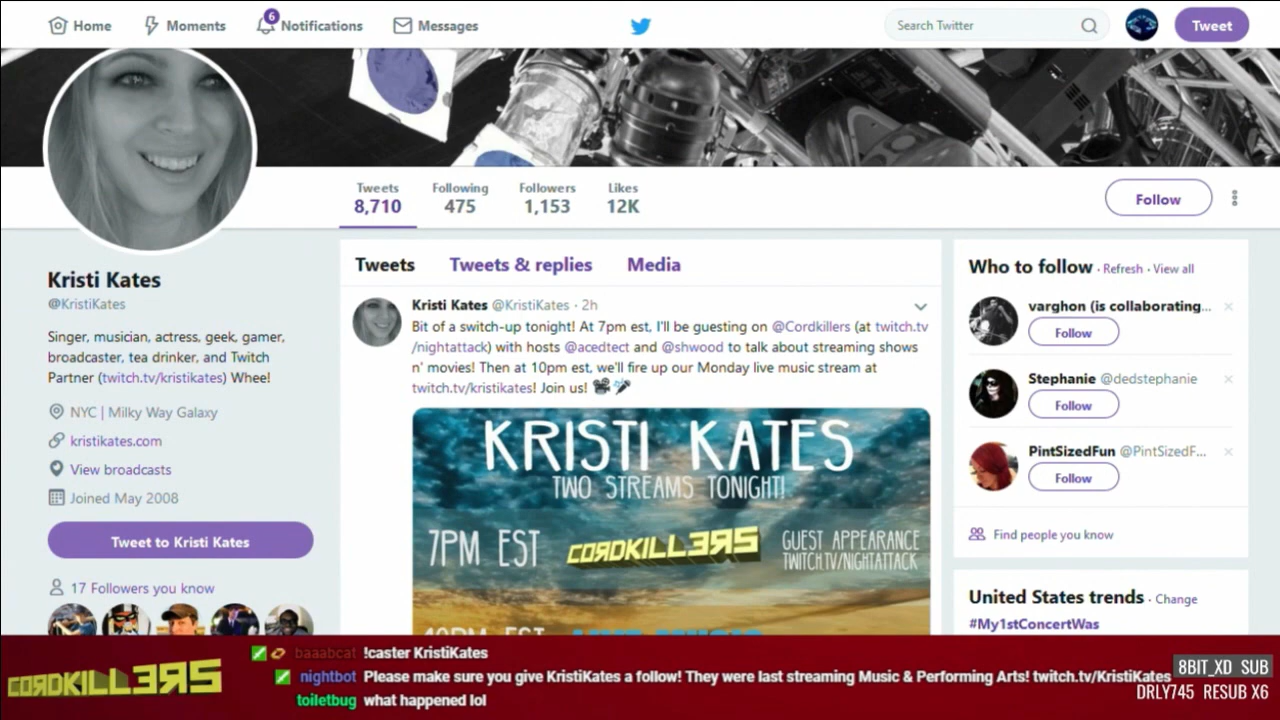 Home Moments 6 Notifications Messages Search Twitter Tweet
Tweets Following Followers Likes
8,710 475 1,153 12K
Follow
Kristi Kates
@KristiKates
Singer, musician, actress, geek, gamer,
broadcaster, tea drinker, and Twitch
Partner (twitch.tv/kristikates) Whee!
NYC | Milky Way Galaxy
kristikates.com
View broadcasts
Joined May 2008
Tweet to Kristi Kates
17 Followers you know
Tweets Tweets & replies Media
Kristi Kates @KristiKates · 2h
Bit of a switch-up tonight! At 7pm est, I'll be guesting on @Cordkillers (at twitch.tv
/nightattack) with hosts @acedtect and @shwood to talk about streaming shows
n' movies! Then at 10pm est, we'll fire up our Monday live music stream at
twitch.tv/kristikates! Join us!
KRISTI KATES
TWO STREAMS TONIGHT!
7PM EST
CORDKILLERS
GUEST APPEARANCE
TWITCH.TV/NIGHTATTACK
Who to follow · Refresh · View all
varghon (is collaborating...
Follow
Stephanie @dedstephanie
Follow
PintSizedFun @PintSizedF...
Follow
Find people you know
United States trends · Change
#My1stConcertWas
CORDKILLERS
baaabcat !caster KristiKates
nightbot Please make sure you give KristiKates a follow! They were last streaming Music & Performing Arts! twitch.tv/KristiKates
toiletbug what happened lol
8BIT_XD SUB
DRLY745 RESUB X6